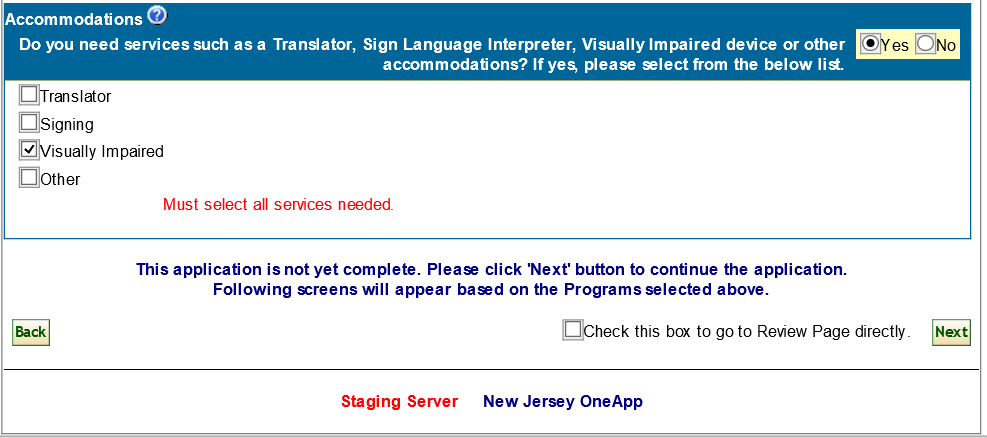 Accommodations ?
Do you need services such as a Translator, Sign Language Interpreter, Visually Impaired device or other
accommodations? If yes, please select from the below list.
Yes No
Translator
Signing
Visually Impaired
Other
Must select all services needed.
This application is not yet complete. Please click 'Next' button to continue the application.
Following screens will appear based on the Programs selected above.
Back
Check this box to go to Review Page directly.
Next
Staging Server New Jersey OneApp